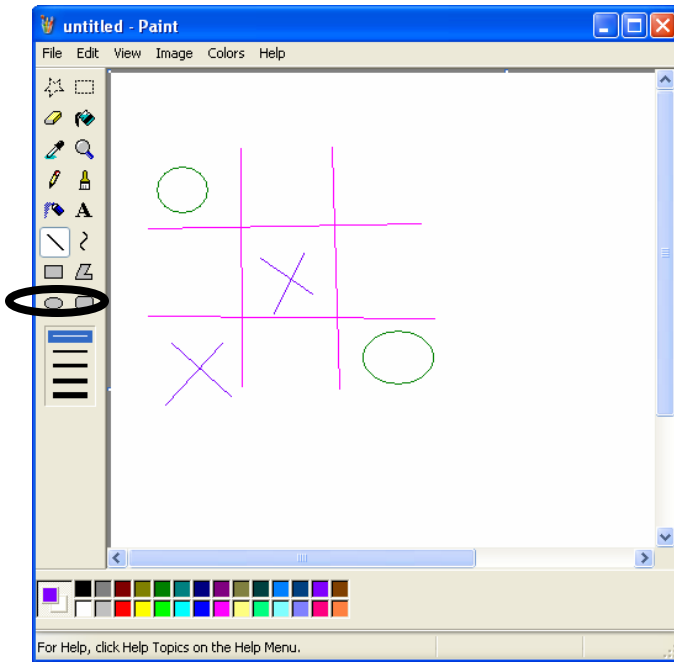 untitled - Paint
File Edit View Image Colors Help
A
For Help, click Help Topics on the Help Menu.